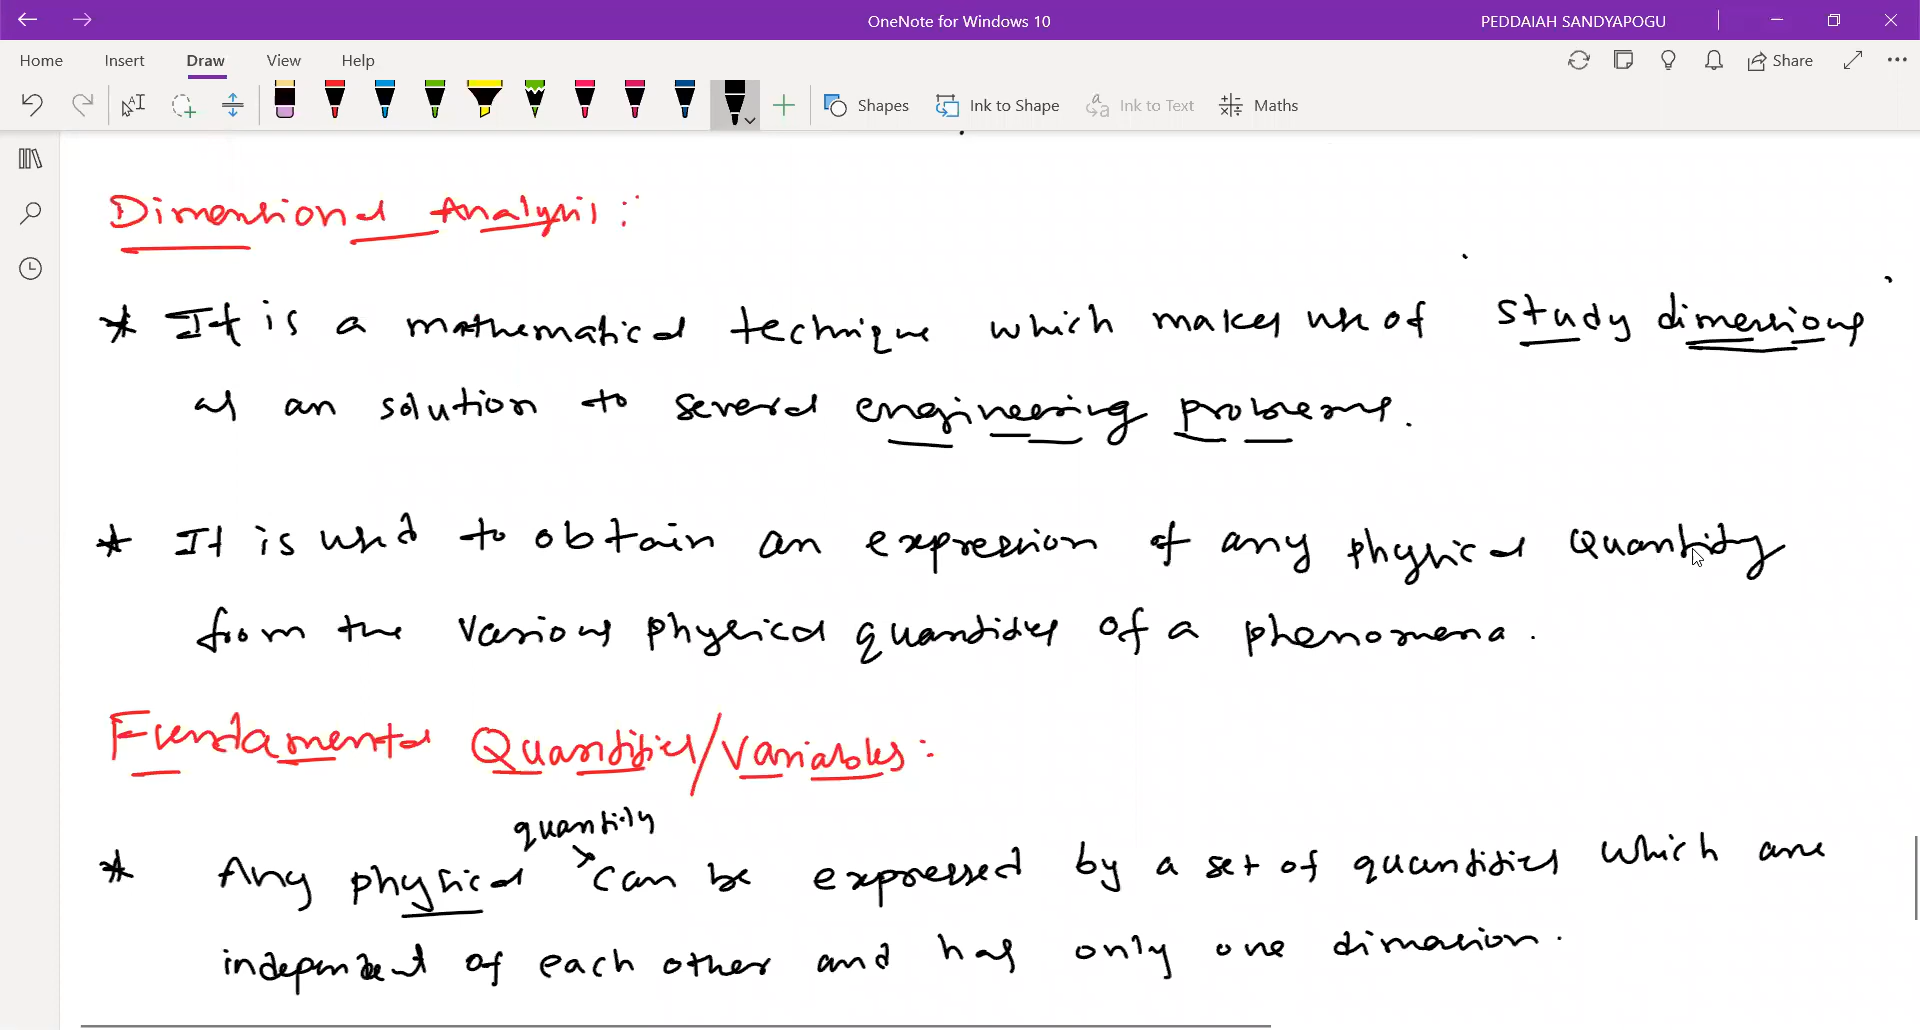 OneNote for Windows 10
PEDDAIAH SANDYAPOGU
Home Insert Draw View Help
Share
Shapes Ink to Shape Ink to Text Maths
Dimensional Analysis:
* It is a mathematical technique which makes use of study dimensions
as an solution to several engineering problems.
* It is used to obtain an expression of any physical Quantity
from the various physical quantities of a phenomena.
Fundamental Quantities/Variables:
quantity
* Any physical can be expressed by a set of quantities which are
independent of each other and has only one dimension.